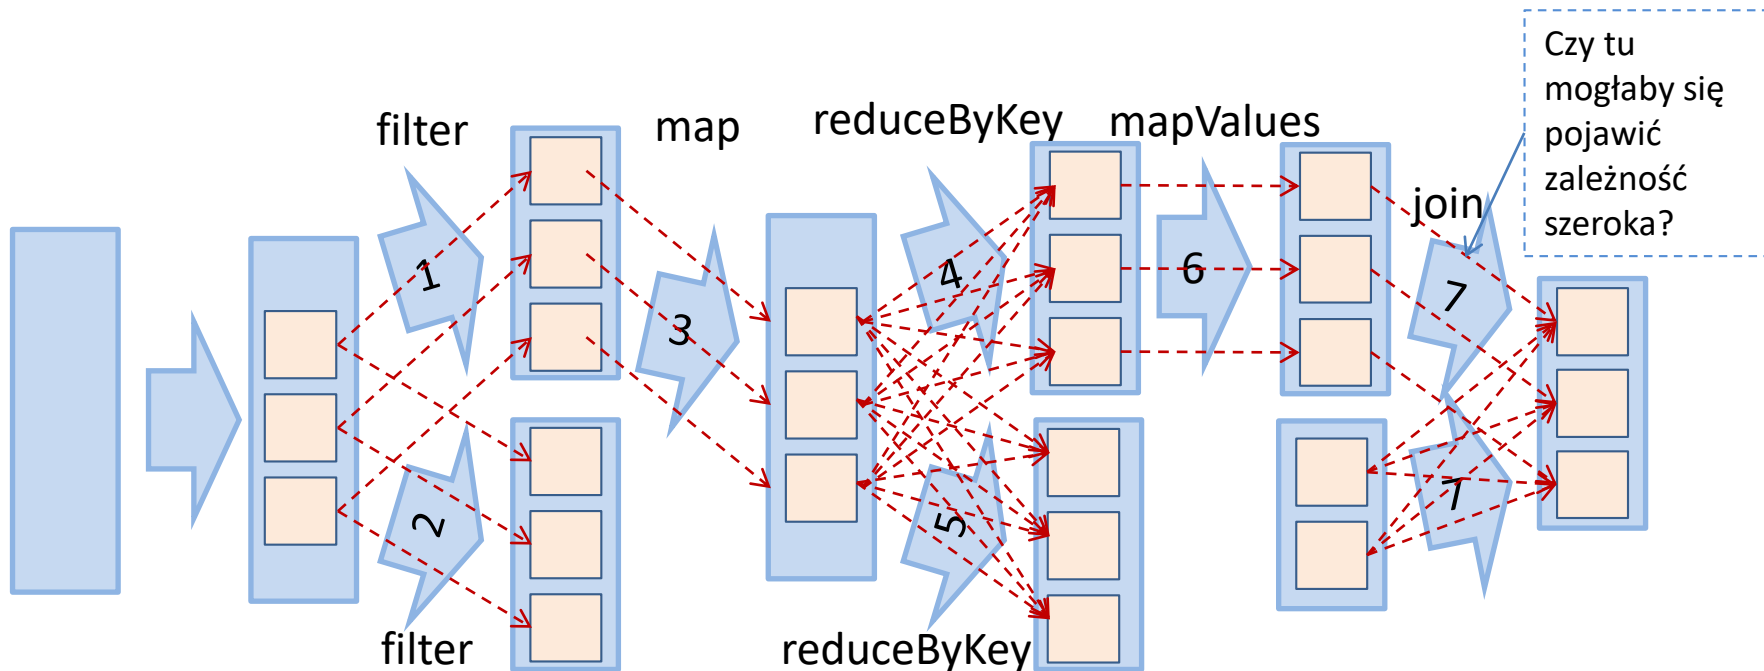 Czy tu
mogłaby się
pojawić
zależność
szeroka?
filter
map
reduceByKey
mapValues
join
1
2
3
4
5
6
7
7
filter
reduceByKey